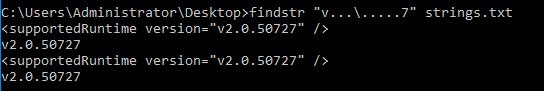 C:\Users\Administrator\Desktop>findstr "v...\.....7" strings.txt
<supportedRuntime version="v2.0.50727" />
v2.0.50727
<supportedRuntime version="v2.0.50727" />
v2.0.50727